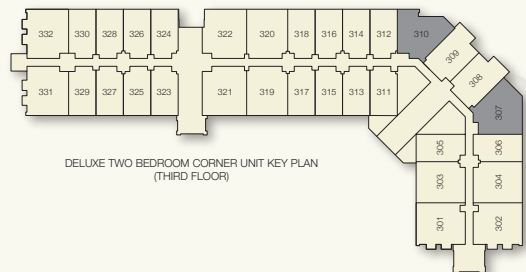 332 330 328 326 324 322 320 318 316 314 312 310
309
308
307
331 329 327 325 323 321 319 317 315 313 311
305 306
303 304
301 302
DELUXE TWO BEDROOM CORNER UNIT KEY PLAN
(THIRD FLOOR)